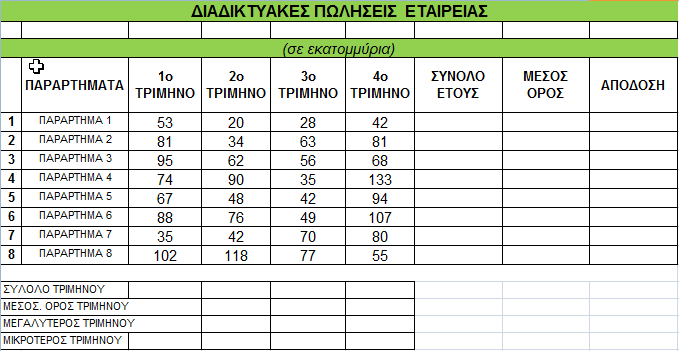 ΔΙΑΔΙΚΤΥΑΚΕΣ ΠΩΛΗΣΕΙΣ ΕΤΑΙΡΕΙΑΣ
(σε εκατομμύρια)
ΠΑΡΑΡΤΗΜΑΤΑ 1ο ΤΡΙΜΗΝΟ 2ο ΤΡΙΜΗΝΟ 3ο ΤΡΙΜΗΝΟ 4ο ΤΡΙΜΗΝΟ ΣΥΝΟΛΟ ΕΤΟΥΣ ΜΕΣΟΣ ΟΡΟΣ ΑΠΟΔΟΣΗ
1 ΠΑΡΑΡΤΗΜΑ 1 53 20 28 42
2 ΠΑΡΑΡΤΗΜΑ 2 81 34 63 81
3 ΠΑΡΑΡΤΗΜΑ 3 95 62 56 68
4 ΠΑΡΑΡΤΗΜΑ 4 74 90 35 133
5 ΠΑΡΑΡΤΗΜΑ 5 67 48 42 94
6 ΠΑΡΑΡΤΗΜΑ 6 88 76 49 107
7 ΠΑΡΑΡΤΗΜΑ 7 35 42 70 80
8 ΠΑΡΑΡΤΗΜΑ 8 102 118 77 55
ΣΥΛΟΛΟ ΤΡΙΜΗΝΟΥ
ΜΕΣΟΣ. ΟΡΟΣ ΤΡΙΜΗΝΟΥ
ΜΕΓΑΛΥΤΕΡΟΣ ΤΡΙΜΗΝΟΥ
ΜΙΚΡΟΤΕΡΟΣ ΤΡΙΜΗΝΟΥ